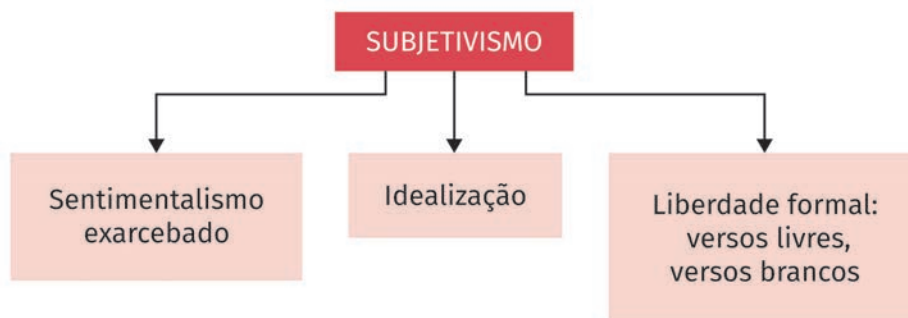 SUBJETIVISMO
Sentimentalismo
exarcebado
Idealização
Liberdade formal:
versos livres,
versos brancos